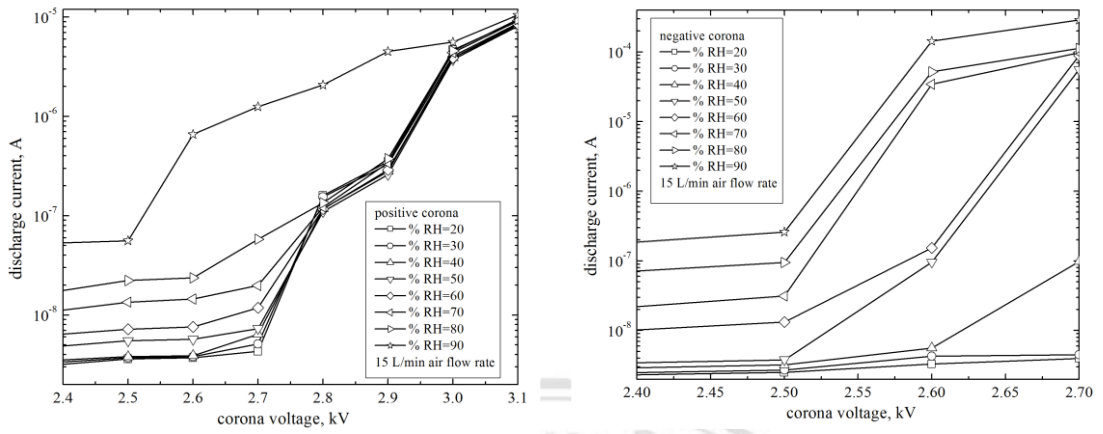 10⁻⁵
10⁻⁶
10⁻⁷
10⁻⁸
discharge current, A
positive corona
% RH=20
% RH=30
% RH=40
% RH=50
% RH=60
% RH=70
% RH=80
% RH=90
15 L/min air flow rate
2.4 2.5 2.6 2.7 2.8 2.9 3.0 3.1
corona voltage, kV
10⁻⁴
10⁻⁵
10⁻⁶
10⁻⁷
10⁻⁸
discharge current, A
negative corona
% RH=20
% RH=30
% RH=40
% RH=50
% RH=60
% RH=70
% RH=80
% RH=90
15 L/min air flow rate
2.40 2.45 2.50 2.55 2.60 2.65 2.70
corona voltage, kV